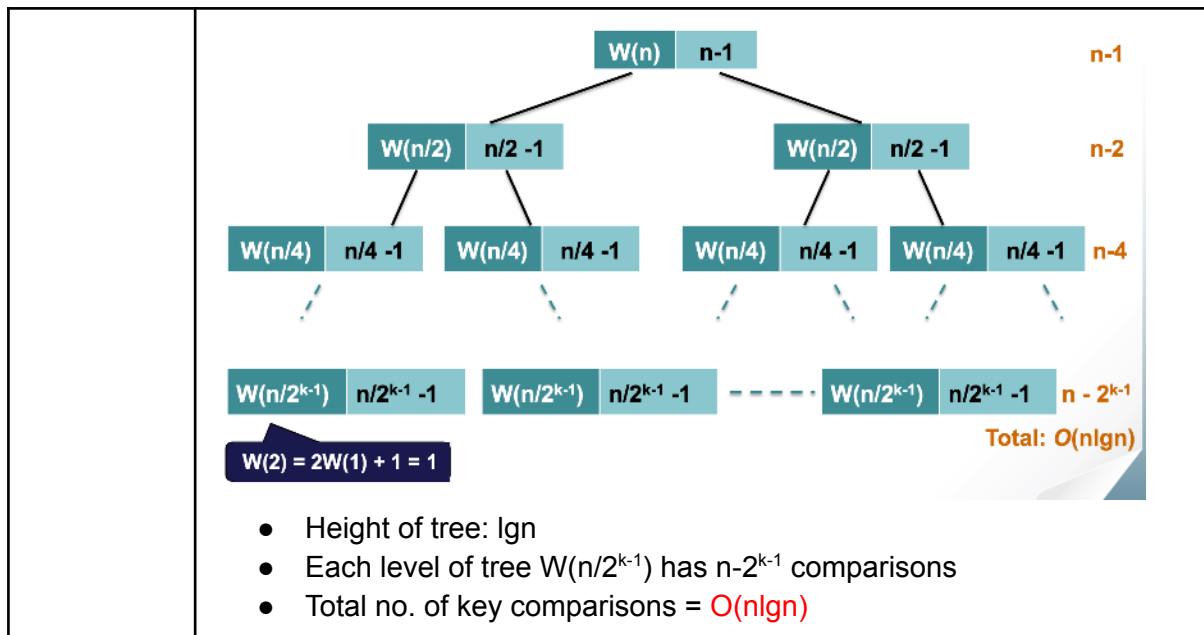 W(n) n-1 n-1
W(n/2) n/2 -1 W(n/2) n/2 -1 n-2
W(n/4) n/4 -1 W(n/4) n/4 -1 W(n/4) n/4 -1 W(n/4) n/4 -1 n-4
W(n/2ᵏ⁻¹) n/2ᵏ⁻¹ -1 W(n/2ᵏ⁻¹) n/2ᵏ⁻¹ -1 W(n/2ᵏ⁻¹) n/2ᵏ⁻¹ -1 n - 2ᵏ⁻¹
Total: O(nlgn)
W(2) = 2W(1) + 1 = 1
● Height of tree: lgn
● Each level of tree W(n/2ᵏ⁻¹) has n-2ᵏ⁻¹ comparisons
● Total no. of key comparisons = O(nlgn)